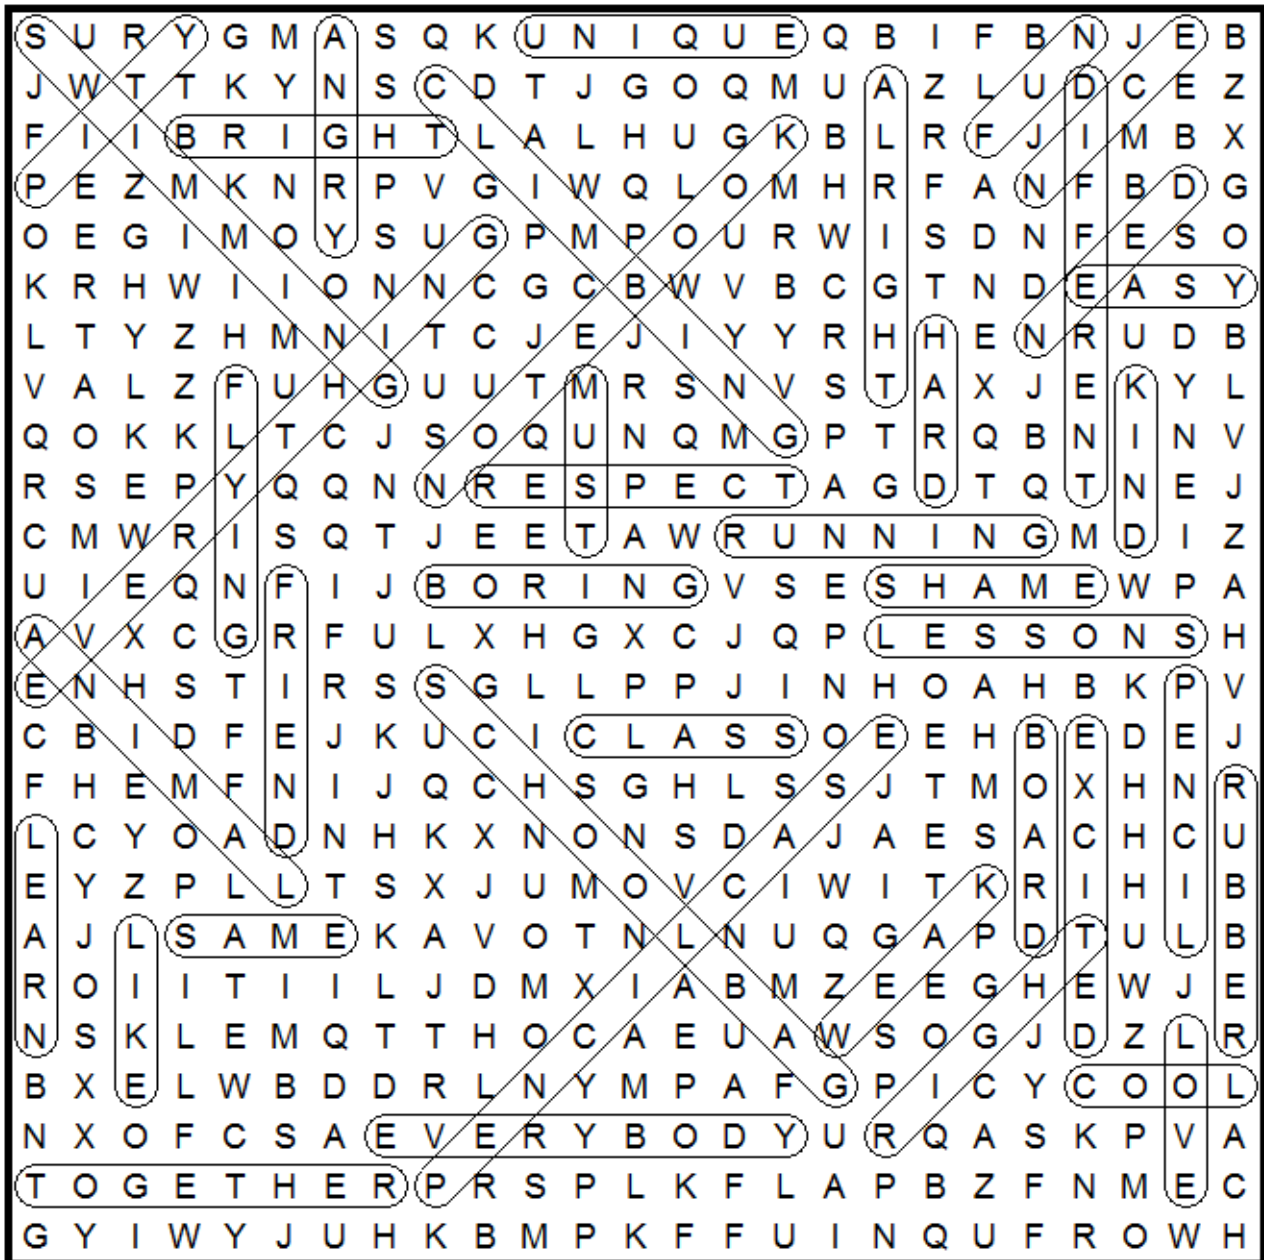 S U R Y G M A S Q K U N I Q U E Q B I F B N J E B
J W T T K Y N S C D T J G O Q M U A Z L U D C E Z
F I I B R I G H T L A L H U G K B L R F J I M B X
P E Z M K N R P V G I W Q L O M H R F A N F B D G
O E G I M O Y S U G P M P O U R W I S D N F E S O
K R H W I I O N N C G C B W V B C G T N D E A S Y
L T Y Z H M N I T C J E J I Y Y R H H E N R U D B
V A L Z F U H G U U T M R S N V S T A X J E K Y L
Q O K K L T C J S O Q U N Q M G P T R Q B N I N V
R S E P Y Q Q N N R E S P E C T A G D T Q T N E J
C M W R I S Q T J E E T A W R U N N I N G M D I Z
U I E Q N F I J B O R I N G V S E S H A M E W P A
A V X C G R F U L X H G X C J Q P L E S S O N S H
E N H S T I R S S G L L P P J I N H O A H B K P V
C B I D F E J K U C I C L A S S O E E H B E D E J
F H E M F N I J Q C H S G H L S S J T M O X H N R
L C Y O A D N H K X N O N S D A J A E S A C H C U
E Y Z P L L T S X J U M O V C I W I T K R I H I B
A J L S A M E K A V O T N L N U Q G A P D T U L B
R O I I T I I L J D M X I A B M Z E E G H E W J E
N S K L E M Q T T H O C A E U A W S O G J D Z L R
B X E L W B D D R L N Y M P A F G P I C Y C O O L
N X O F C S A E V E R Y B O D Y U R Q A S K P V A
T O G E T H E R P R S P L K F L A P B Z F N M E C
G Y I W Y J U H K B M P K F F U I N Q U F R O W H